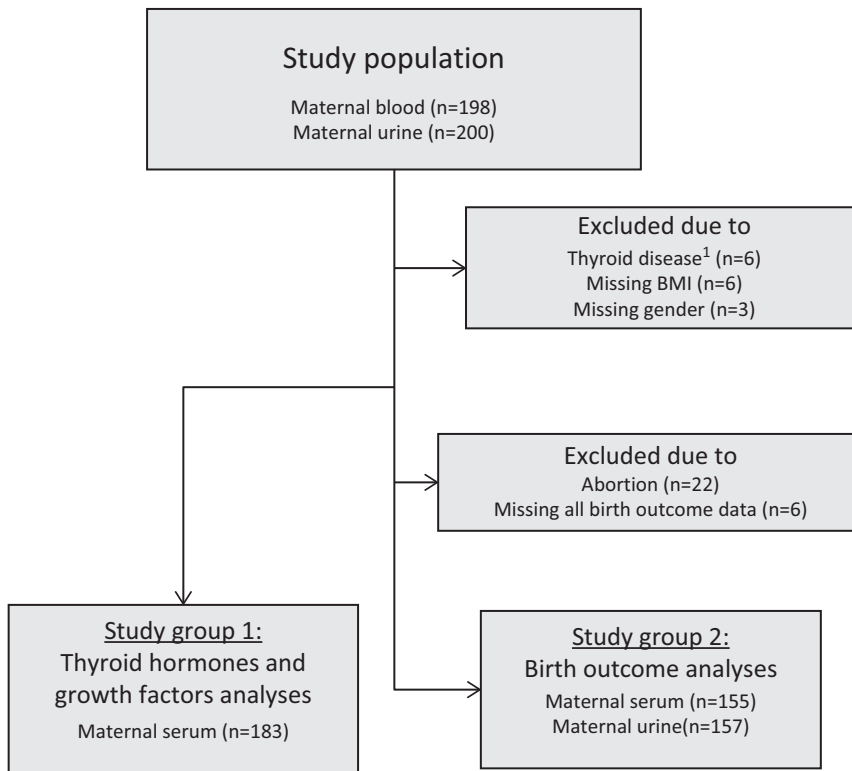 Study population
Maternal blood (n=198)
Maternal urine (n=200)
Excluded due to
Thyroid disease¹ (n=6)
Missing BMI (n=6)
Missing gender (n=3)
Excluded due to
Abortion (n=22)
Missing all birth outcome data (n=6)
Study group 1:
Thyroid hormones and
growth factors analyses
Maternal serum (n=183)
Study group 2:
Birth outcome analyses
Maternal serum (n=155)
Maternal urine(n=157)